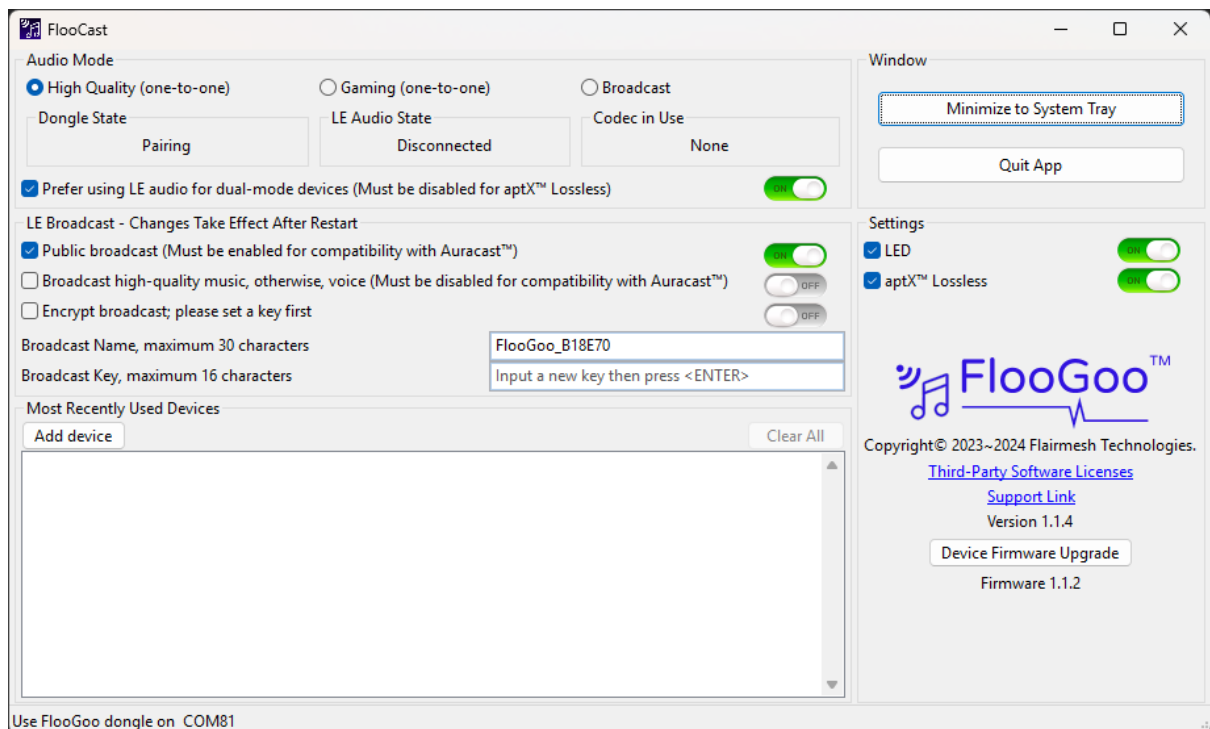 FlooCast
Audio Mode
High Quality (one-to-one)
Gaming (one-to-one)
Broadcast
Dongle State
Pairing
LE Audio State
Disconnected
Codec in Use
None
Prefer using LE audio for dual-mode devices (Must be disabled for aptX™ Lossless)
ON
LE Broadcast - Changes Take Effect After Restart
Public broadcast (Must be enabled for compatibility with Auracast™)
ON
Broadcast high-quality music, otherwise, voice (Must be disabled for compatibility with Auracast™)
OFF
Encrypt broadcast; please set a key first
OFF
Broadcast Name, maximum 30 characters
FlooGoo_B18E70
Broadcast Key, maximum 16 characters
Input a new key then press <ENTER>
Most Recently Used Devices
Add device
Clear All
Window
Minimize to System Tray
Quit App
Settings
LED
ON
aptX™ Lossless
ON
FlooGoo™
Copyright© 2023~2024 Flairmesh Technologies.
Third-Party Software Licenses
Support Link
Version 1.1.4
Device Firmware Upgrade
Firmware 1.1.2
Use FlooGoo dongle on  COM81